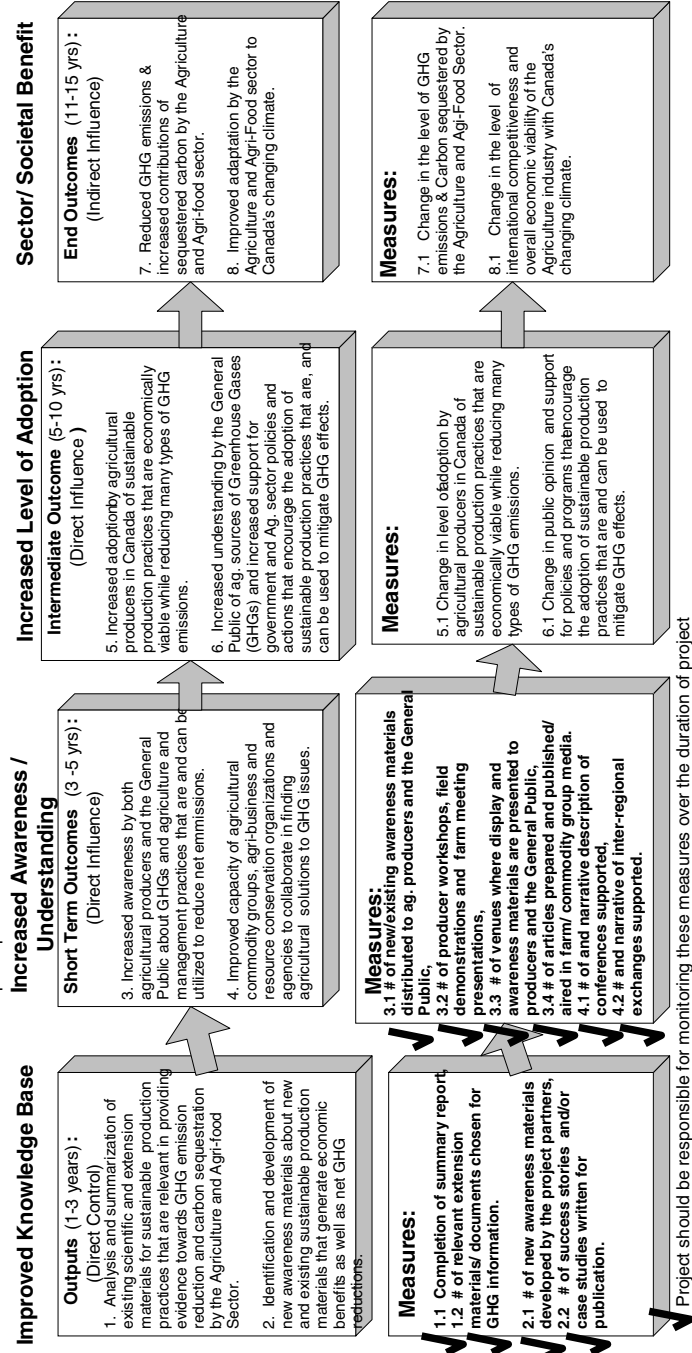 Improved Knowledge Base
Outputs (1-3 years):
(Direct Control)
1. Analysis and summarization of
existing scientific and extension
materials for sustainable production
practices that are relevant in providing
evidence towards GHG emission
reduction and carbon sequestration
by the Agriculture and Agri-food
Sector.
2. Identification and development of
new awareness materials about new
and existing sustainable production
materials that generate economic
benefits as well as net GHG
reductions.
Increased Awareness /
Understanding
Short Term Outcomes (3 -5 yrs):
(Direct Influence)
3. Increased awareness by both
agricultural producers and the General
Public about GHGs and agriculture and
management practices that are and can be
utilized to reduce net emmissions.
4. Improved capacity of agricultural
commodity groups, agri-business and
resource conservation organizations and
agencies to collaborate in finding
agricultural solutions to GHG issues.
Increased Level of Adoption
Intermediate Outcome (5-10 yrs):
(Direct Influence )
5. Increased adoptionby agricultural
producers in Canada of sustainable
production practices that are economically
viable while reducing many types of GHG
emissions.
6. Increased understanding by the General
Public of ag. sources of Greenhouse Gases
(GHGs) and increased support for
government and Ag. sector policies and
actions that encourage the adoption of
sustainable production practices that are, and
can be used to mitigate GHG effects.
Sector/ Societal Benefit
End Outcomes (11-15 yrs):
(Indirect Influence)
7. Reduced GHG emissions &
increased contributions of
sequestered carbon by the Agriculture
and Agri-food sector.
8. Improved adaptation by the
Agriculture and Agri-Food sector to
Canada's changing climate.
Measures:
1.1 Completion of summary report,
1.2 # of relevant extension
materials/ documents chosen for
GHG information.
2.1 # of new awareness materials
developed by the project partners,
2.2 # of success stories and/or
case studies written for
publication.
Measures:
3.1 # of new/existing awareness materials
distributed to ag. producers and the General
Public,
3.2 # of producer workshops, field
demonstrations and farm meeting
presentations,
3.3 # of venues where display and
awareness materials are presented to
producers and the General Public,
3.4 # of articles prepared and published/
aired in farm/ commodity group media.
4.1 # of and narrative description of
conferences supported,
4.2 # and narrative of inter-regional
exchanges supported.
Measures:
5.1 Change in level ofadoption by
agricultural producers in Canada of
sustainable production practices that are
economically viable while reducing many
types of GHG emissions.
6.1 Change in public opinion and support
for policies and programs thatencourage
the adoption of sustainable production
practices that are and can be used to
mitigate GHG effects.
Measures:
7.1 Change in the level of GHG
emissions & Carbon sequestered by
the Agriculture and Agi-Food Sector.
8.1 Change in the level of
international competitiveness and
overall economic viability of the
Agriculture industry with Canada's
changing climate.
Project should be responsible for monitoring these measures over the duration of project